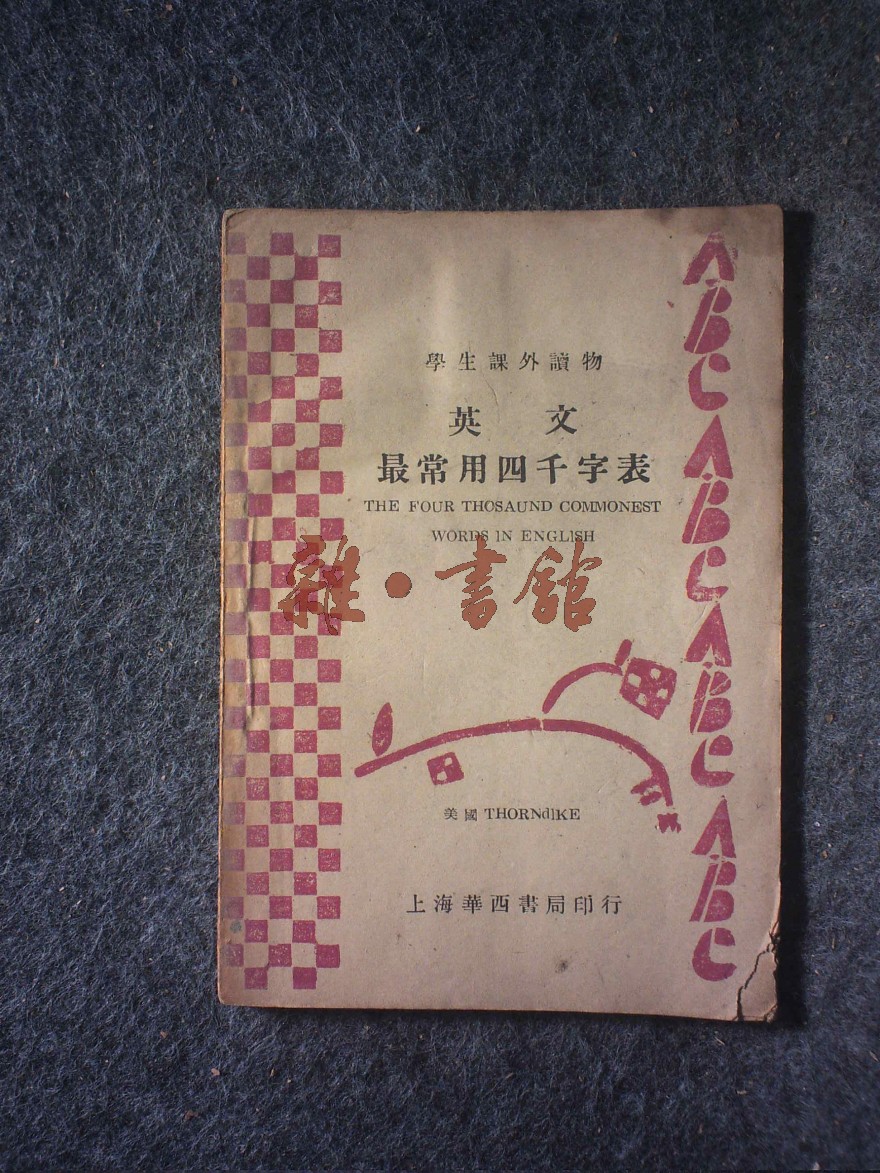 學生課外讀物
英文
最常用四千字表
THE FOUR THOSAUND COMMONEST
WORDS IN ENGLISH
雜·書館
美國 THORNdIKE
上海華西書局印行
ABCABCABCABC